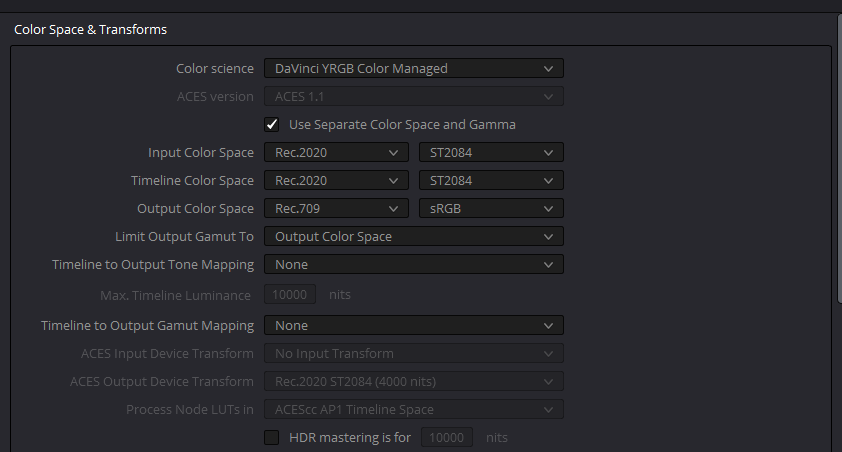 Color Space & Transforms
Color science DaVinci YRGB Color Managed
ACES version ACES 1.1
Use Separate Color Space and Gamma
Input Color Space Rec.2020 ST2084
Timeline Color Space Rec.2020 ST2084
Output Color Space Rec.709 sRGB
Limit Output Gamut To Output Color Space
Timeline to Output Tone Mapping None
Max. Timeline Luminance 10000 nits
Timeline to Output Gamut Mapping None
ACES Input Device Transform No Input Transform
ACES Output Device Transform Rec.2020 ST2084 (4000 nits)
Process Node LUTs in ACEScc AP1 Timeline Space
HDR mastering is for 10000 nits